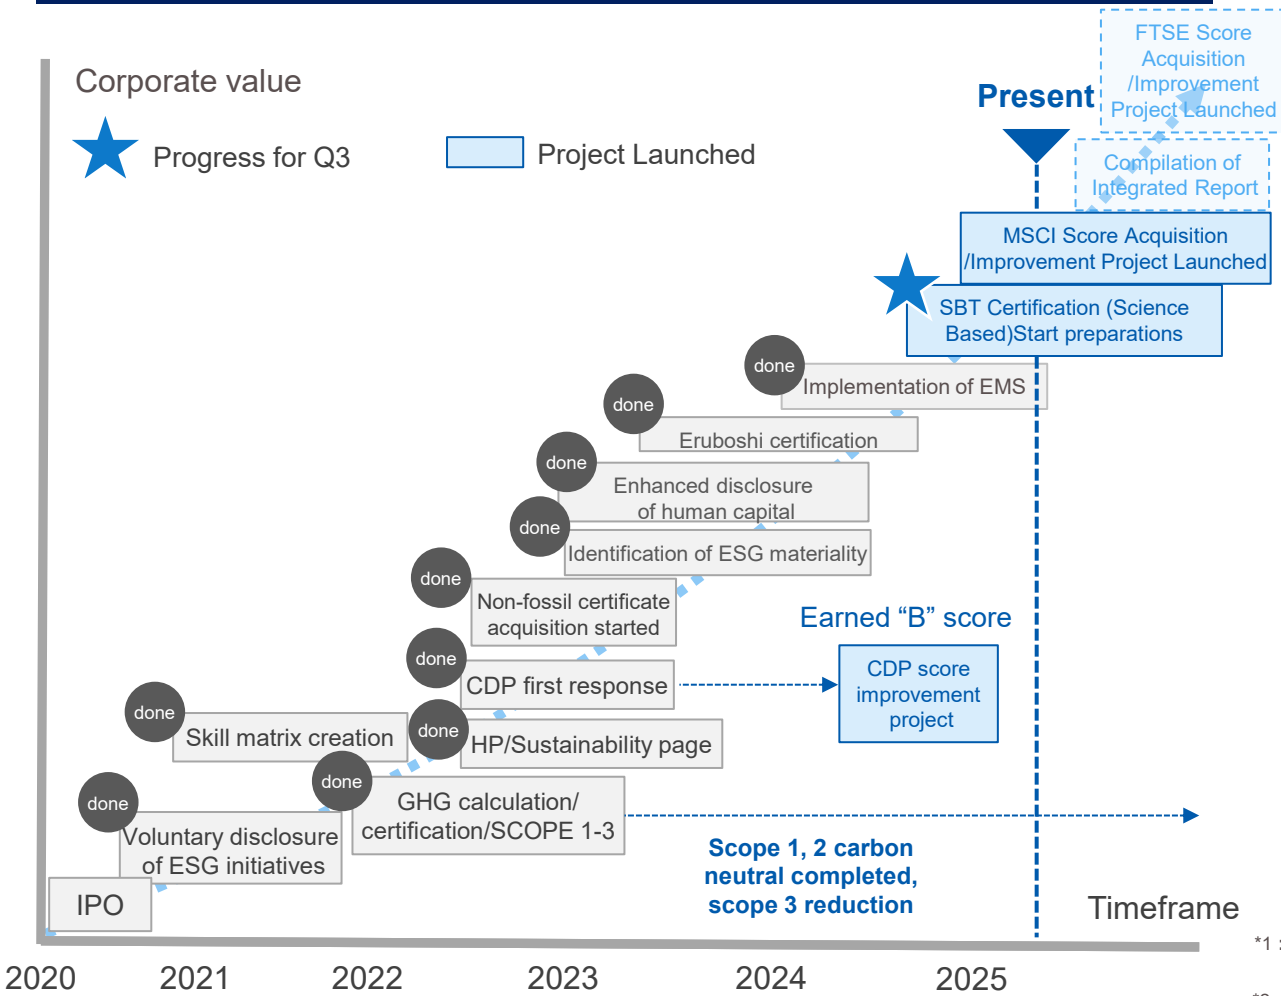 FTSE Score
Acquisition
/Improvement
Project Launched
Corporate value
Present
Progress for Q3
Project Launched
Compilation of
Integrated Report
MSCI Score Acquisition
/Improvement Project Launched
SBT Certification (Science
Based)Start preparations
done
Implementation of EMS
done
Eruboshi certification
done
Enhanced disclosure
of human capital
done
Identification of ESG materiality
done
Non-fossil certificate
acquisition started
Earned “B” score
done
CDP first response
CDP score
improvement
project
done
Skill matrix creation
done
HP/Sustainability page
done
GHG calculation/
certification/SCOPE 1-3
done
Voluntary disclosure
of ESG initiatives
Scope 1, 2 carbon
neutral completed,
scope 3 reduction
IPO
Timeframe
*1 :
2020 2021 2022 2023 2024 2025